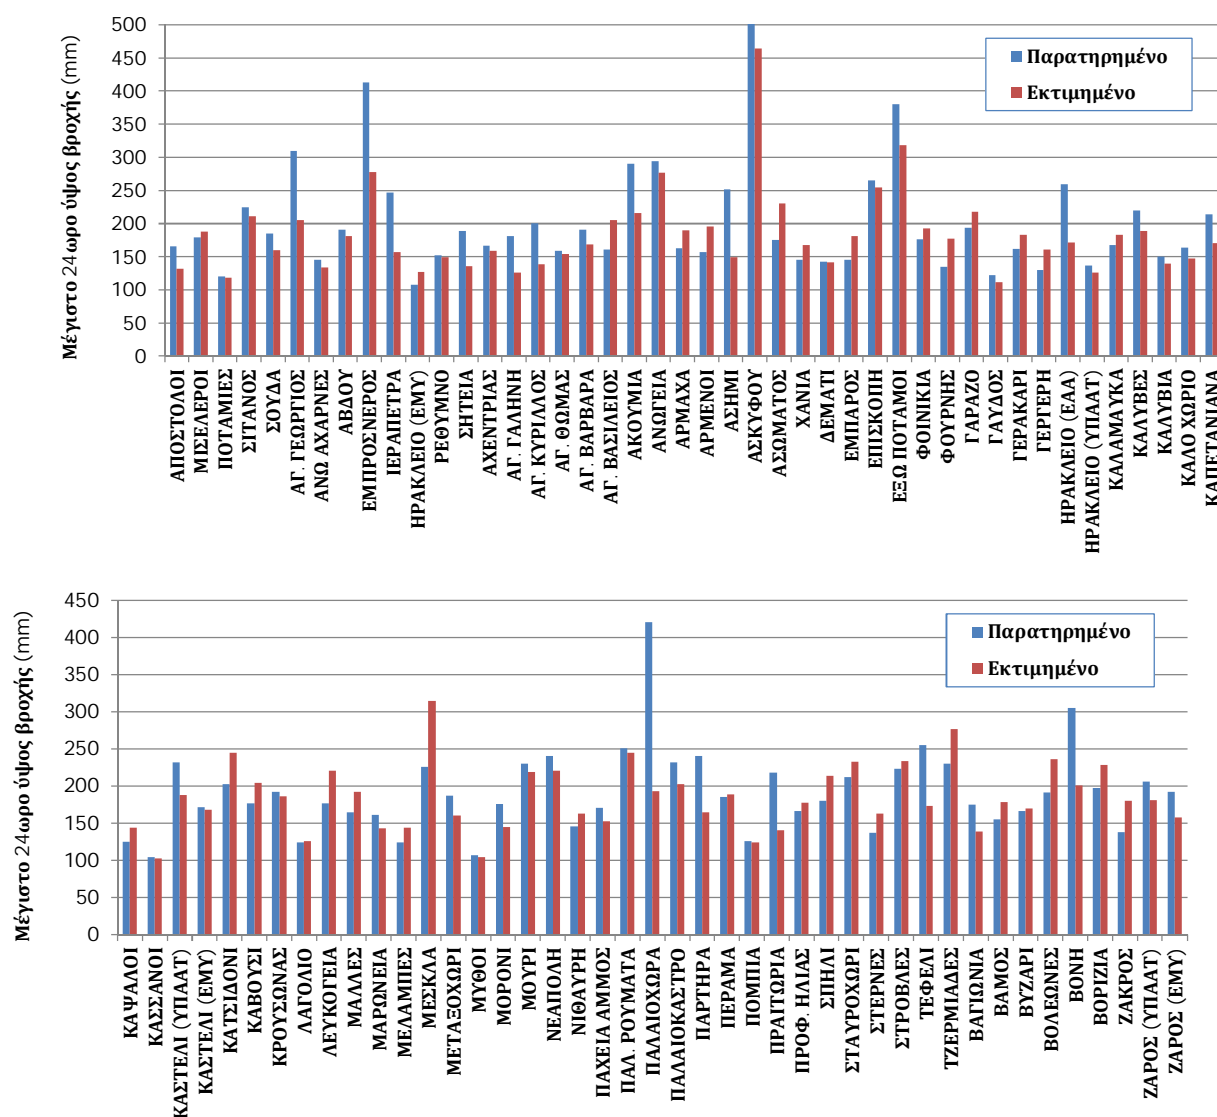 Μέγιστο 24ωρο ύψος βροχής (mm)
500
450
400
350
300
250
200
150
100
50
0
Παρατηρημένο
Εκτιμημένο
ΑΠΟΣΤΟΛΟΙ
ΜΙΣΕΛΕΡΟΙ
ΠΟΤΑΜΙΕΣ
ΣΙΤΑΝΟΣ
ΣΟΥΔΑ
ΑΓ. ΓΕΩΡΓΙΟΣ
ΑΝΩ ΑΧΑΡΝΕΣ
ΑΒΔΟΥ
ΕΜΠΡΟΣΝΕΡΟΣ
ΙΕΡΑΠΕΤΡΑ
ΗΡΑΚΛΕΙΟ (ΕΜΥ)
ΡΕΘΥΜΝΟ
ΣΗΤΕΙΑ
ΑΧΕΝΤΡΙΑΣ
ΑΓ. ΓΑΛΗΝΗ
ΑΓ. ΚΥΡΙΛΛΟΣ
ΑΓ. ΘΩΜΑΣ
ΑΓ. ΒΑΡΒΑΡΑ
ΑΓ. ΒΑΣΙΛΕΙΟΣ
ΑΚΟΥΜΙΑ
ΑΝΩΓΕΙΑ
ΑΡΜΑΧΑ
ΑΡΜΕΝΟΙ
ΑΣΗΜΙ
ΑΣΚΥΦΟΥ
ΑΣΩΜΑΤΟΣ
ΧΑΝΙΑ
ΔΕΜΑΤΙ
ΕΜΠΑΡΟΣ
ΕΠΙΣΚΟΠΗ
ΕΞΩ ΠΟΤΑΜΟΙ
ΦΟΙΝΙΚΙΑ
ΦΟΥΡΝΗΣ
ΓΑΡΑΖΟ
ΓΑΥΔΟΣ
ΓΕΡΑΚΑΡΙ
ΓΕΡΓΕΡΗ
ΗΡΑΚΛΕΙΟ (ΕΑΑ)
ΗΡΑΚΛΕΙΟ (ΥΠΑΑΤ)
ΚΑΛΑΜΑΥΚΑ
ΚΑΛΥΒΕΣ
ΚΑΛΥΒΙΑ
ΚΑΛΟ ΧΩΡΙΟ
ΚΑΠΕΤΑΝΙΑΝΑ
Μέγιστο 24ωρο ύψος βροχής (mm)
450
400
350
300
250
200
150
100
50
0
Παρατηρημένο
Εκτιμημένο
ΚΑΨΑΛΟΙ
ΚΑΣΣΑΝΟΙ
ΚΑΣΤΕΛΙ (ΥΠΑΑΤ)
ΚΑΣΤΕΛΙ (ΕΜΥ)
ΚΑΤΣΙΔΟΝΙ
ΚΑΒΟΥΣΙ
ΚΡΟΥΣΩΝΑΣ
ΛΑΓΟΛΙΟ
ΛΕΥΚΟΓΕΙΑ
ΜΑΛΛΕΣ
ΜΑΡΩΝΕΙΑ
ΜΕΛΑΜΠΕΣ
ΜΕΣΚΛΑ
ΜΕΤΑΞΟΧΩΡΙ
ΜΥΘΟΙ
ΜΟΡΟΝΙ
ΜΟΥΡΙ
ΝΕΑΠΟΛΗ
ΝΙΘΑΥΡΗ
ΠΑΧΕΙΑ ΑΜΜΟΣ
ΠΑΛ. ΡΟΥΜΑΤΑ
ΠΑΛΑΙΟΧΩΡΑ
ΠΑΛΑΙΟΚΑΣΤΡΟ
ΠΑΡΤΗΡΑ
ΠΕΡΑΜΑ
ΠΟΜΠΙΑ
ΠΡΑΙΤΩΡΙΑ
ΠΡΟΦ. ΗΛΙΑΣ
ΣΠΗΛΙ
ΣΤΑΥΡΟΧΩΡΙ
ΣΤΕΡΝΕΣ
ΣΤΡΟΒΛΕΣ
ΤΕΦΕΛΙ
ΤΖΕΡΜΙΑΔΕΣ
ΒΑΓΙΩΝΙΑ
ΒΑΜΟΣ
ΒΥΖΑΡΙ
ΒΟΛΕΩΝΕΣ
ΒΟΝΗ
ΒΟΡΙΖΙΑ
ΖΑΚΡΟΣ
ΖΑΡΟΣ (ΥΠΑΑΤ)
ΖΑΡΟΣ (ΕΜΥ)